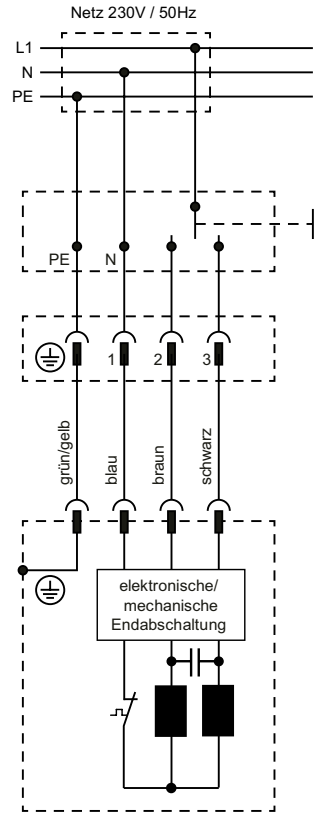 Netz 230V / 50Hz
L1
N
PE
PE N
1 2 3
grün/gelb
blau
braun
schwarz
elektronische/
mechanische
Endabschaltung